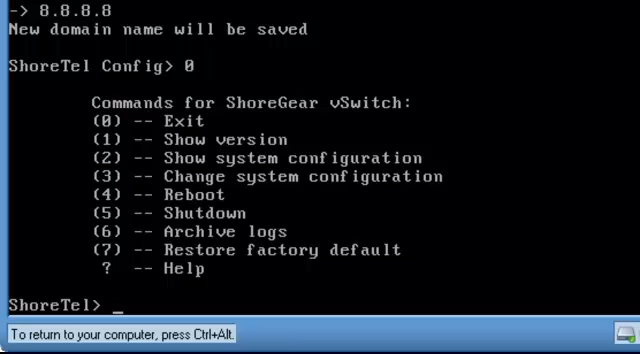 -> 8.8.8.8
New domain name will be saved
ShoreTel Config> 0
Commands for ShoreGear vSwitch:
(0) -- Exit
(1) -- Show version
(2) -- Show system configuration
(3) -- Change system configuration
(4) -- Reboot
(5) -- Shutdown
(6) -- Archive logs
(7) -- Restore factory default
? -- Help
ShoreTel> _
To return to your computer, press Ctrl+Alt.